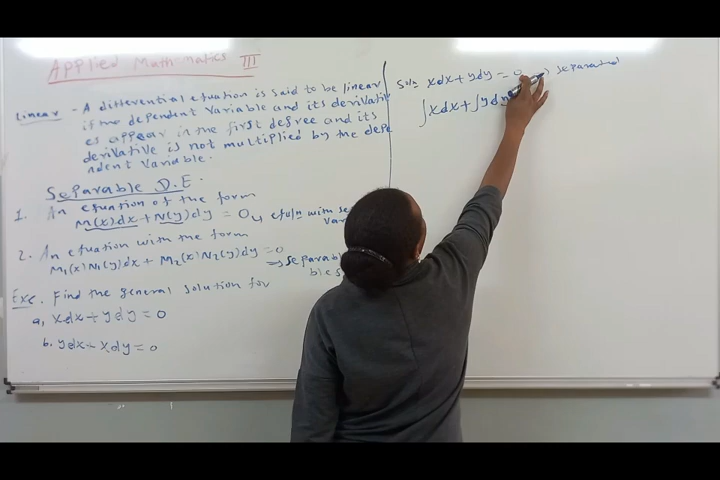 Applied Mathematics III
Linear - A differential equation is said to be linear
if the dependent variable and its derivativ
es appear in the first degree and its
derivative is not multiplied by the depe
ndent variable.
Separable D.E.
1. An equation of the form
M(x)dx + N(y)dy = 0
2. An equation with the form
M₁(x)N₁(y)dx + M₂(x)N₂(y)dy = 0
⇒ separable
Exe. Find the general solution for
a, xdx + ydy = 0
b. ydx + xdy = 0
Soln xdx + ydy = 0 separated
∫xdx + ∫ydy